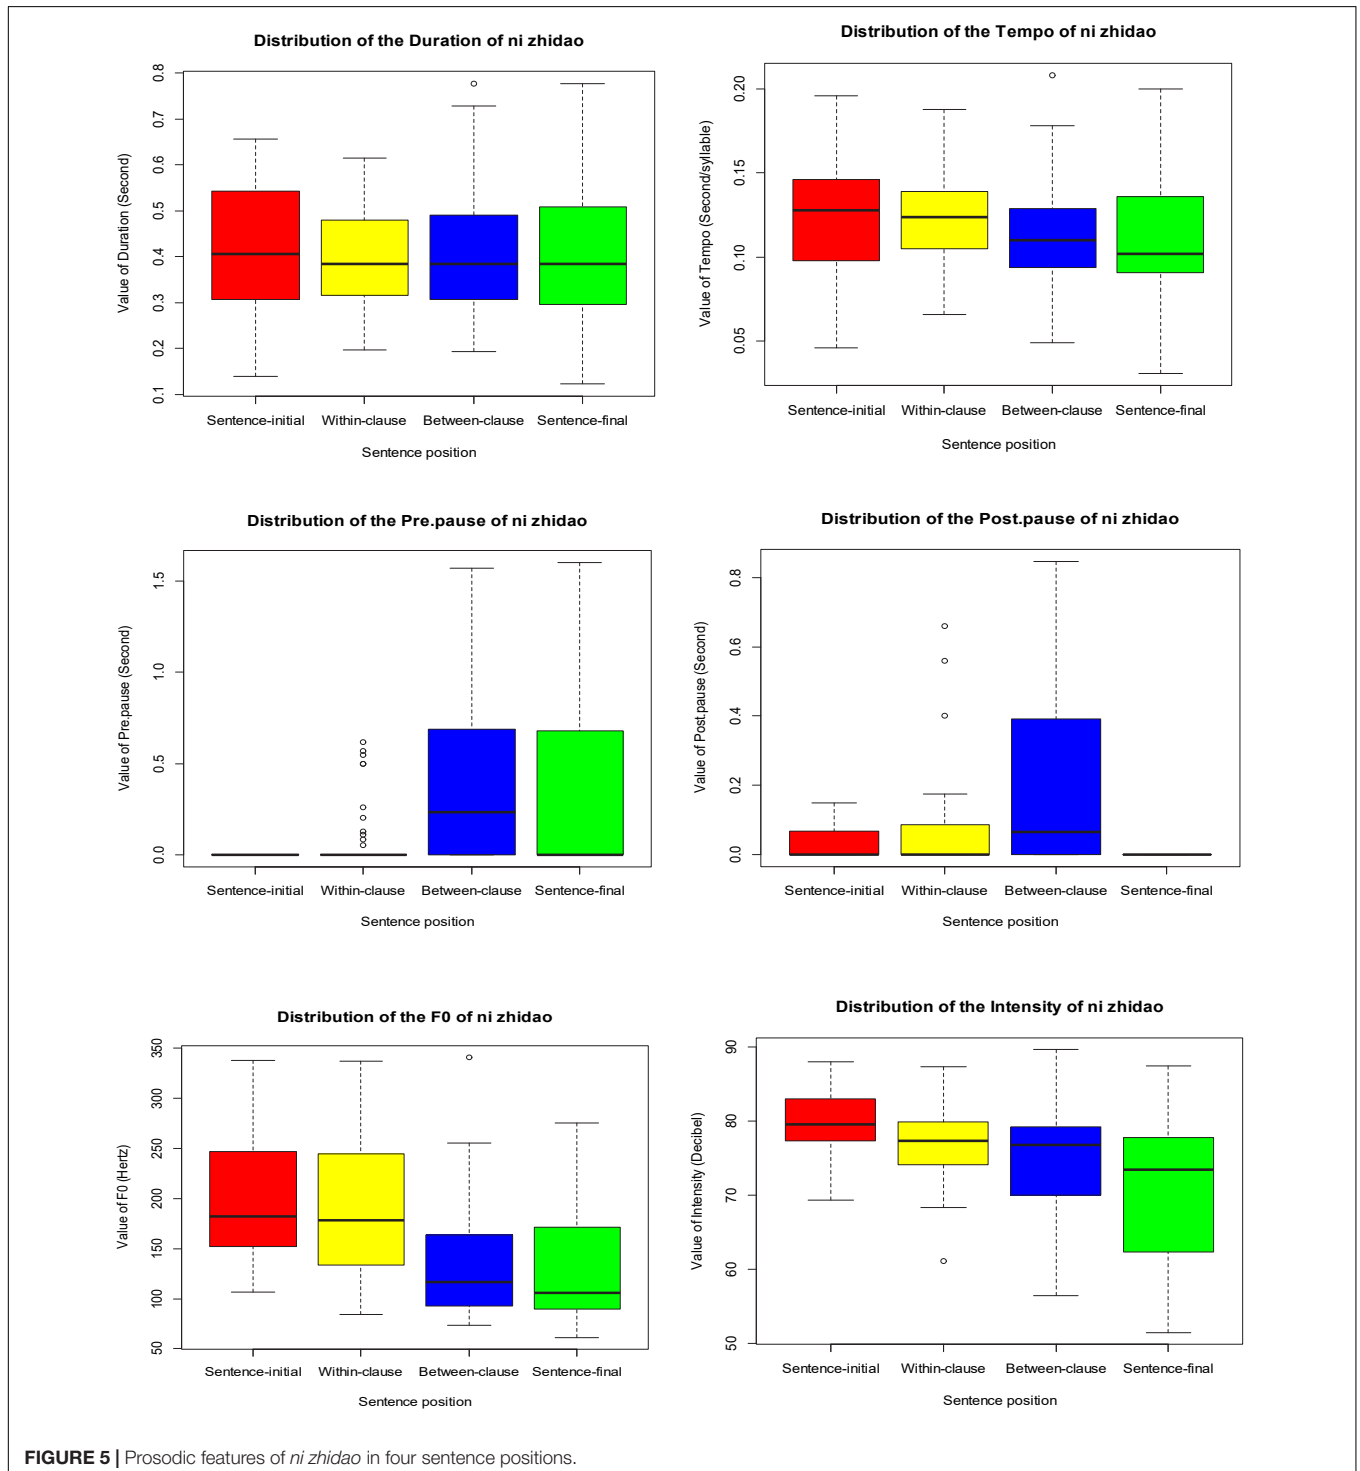 Distribution of the Duration of ni zhidao
Value of Duration (Second)
0.8
0.7
0.6
0.5
0.4
0.3
0.2
0.1
Sentence-initial Within-clause Between-clause Sentence-final
Sentence position
Distribution of the Tempo of ni zhidao
Value of Tempo (Second/syllable)
0.20
0.15
0.10
0.05
Sentence-initial Within-clause Between-clause Sentence-final
Sentence position
Distribution of the Pre.pause of ni zhidao
Value of Pre.pause (Second)
1.5
1.0
0.5
0.0
Sentence-initial Within-clause Between-clause Sentence-final
Sentence position
Distribution of the Post.pause of ni zhidao
Value of Post.pause (Second)
0.8
0.6
0.4
0.2
0.0
Sentence-initial Within-clause Between-clause Sentence-final
Sentence position
Distribution of the F0 of ni zhidao
Value of F0 (Hertz)
350
300
250
200
150
100
50
Sentence-initial Within-clause Between-clause Sentence-final
Sentence position
Distribution of the Intensity of ni zhidao
Value of Intensity (Decibel)
90
80
70
60
50
Sentence-initial Within-clause Between-clause Sentence-final
Sentence position
FIGURE 5 | Prosodic features of ni zhidao in four sentence positions.